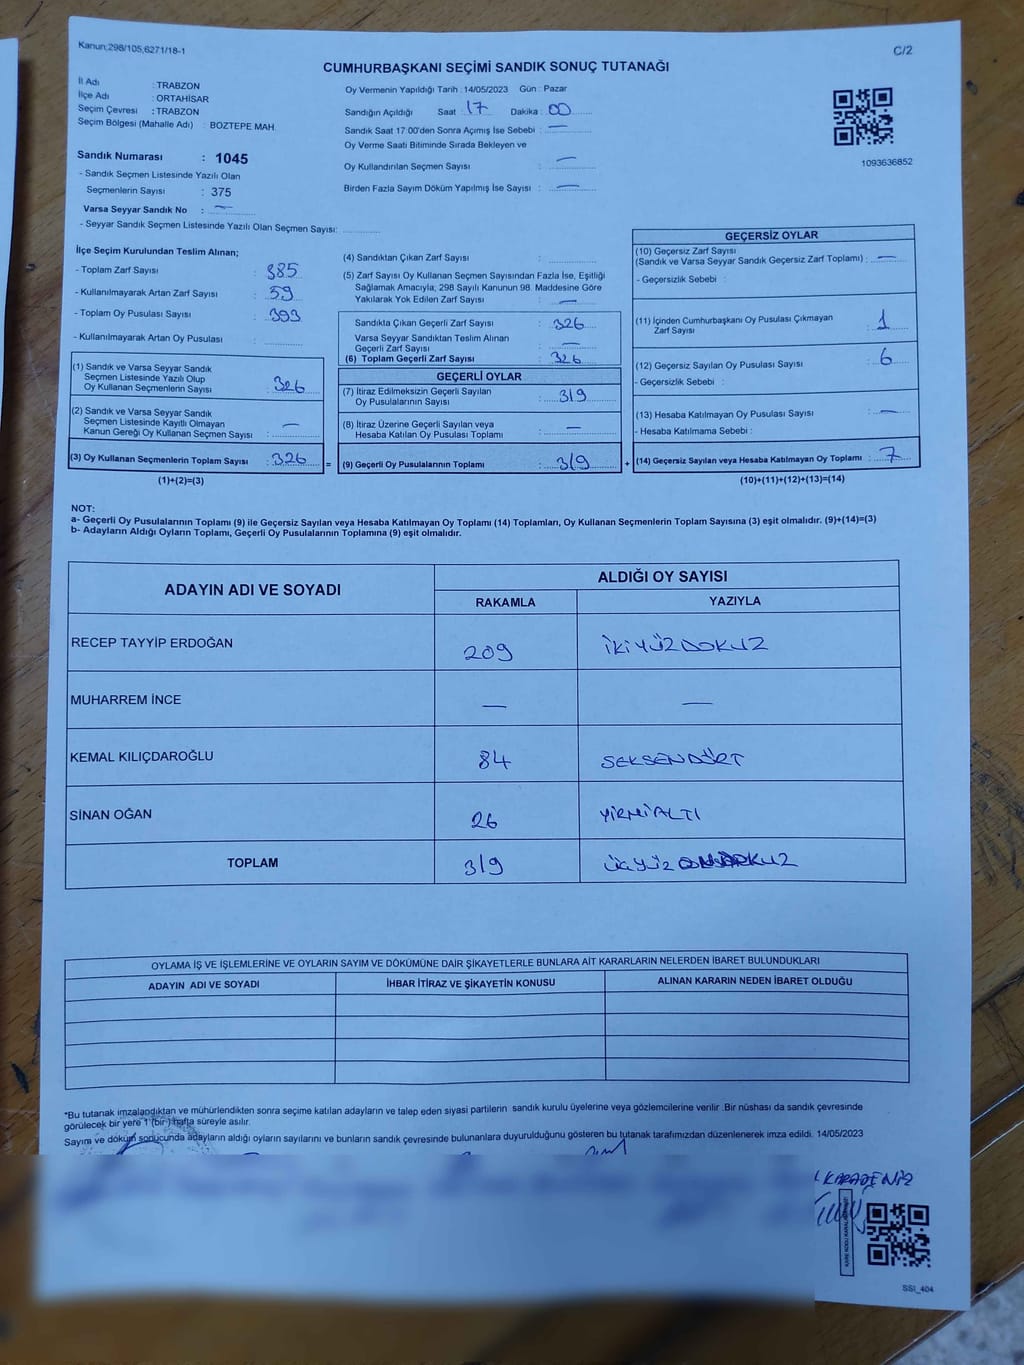 Kanun;298/105,6271/18-1
C/2
CUMHURBAŞKANI SEÇİMİ SANDIK SONUÇ TUTANAĞI
İl Adı : TRABZON
İlçe Adı : ORTAHİSAR
Seçim Çevresi : TRABZON
Seçim Bölgesi (Mahalle Adı) : BOZTEPE MAH.
Sandık Numarası : 1045
- Sandık Seçmen Listesinde Yazılı Olan
Seçmenlerin Sayısı : 375
Varsa Seyyar Sandık No : —
- Seyyar Sandık Seçmen Listesinde Yazılı Olan Seçmen Sayısı:
Oy Vermenin Yapıldığı Tarih : 14/05/2023 Gün : Pazar
Sandığın Açıldığı Saat : 17 Dakika : 00
Sandık Saat 17:00'den Sonra Açımış İse Sebebi : —
Oy Verme Saati Bitiminde Sırada Bekleyen ve
Oy Kullandırılan Seçmen Sayısı : —
Birden Fazla Sayım Döküm Yapılmış İse Sayısı : —
1093636852
İlçe Seçim Kurulundan Teslim Alınan;
- Toplam Zarf Sayısı : 385
- Kullanılmayarak Artan Zarf Sayısı : 59
- Toplam Oy Pusulası Sayısı : 393
- Kullanılmayarak Artan Oy Pusulası :
(1) Sandık ve Varsa Seyyar Sandık
Seçmen Listesinde Yazılı Olup
Oy Kullanan Seçmenlerin Sayısı : 326
(2) Sandık ve Varsa Seyyar Sandık
Seçmen Listesinde Kayıtlı Olmayan
Kanun Gereği Oy Kullanan Seçmen Sayısı : —
(3) Oy Kullanan Seçmenlerin Toplam Sayısı : 326
(1)+(2)=(3)
(4) Sandıktan Çıkan Zarf Sayısı :
(5) Zarf Sayısı Oy Kullanan Seçmen Sayısından Fazla İse, Eşitliği
Sağlamak Amacıyla; 298 Sayılı Kanunun 98. Maddesine Göre
Yakılarak Yok Edilen Zarf Sayısı : —
Sandıkta Çıkan Geçerli Zarf Sayısı : 326
Varsa Seyyar Sandıktan Teslim Alınan
Geçerli Zarf Sayısı : —
(6) Toplam Geçerli Zarf Sayısı : 326
GEÇERLİ OYLAR
(7) İtiraz Edilmeksizin Geçerli Sayılan
Oy Pusulalarının Sayısı : 319
(8) İtiraz Üzerine Geçerli Sayılan veya
Hesaba Katılan Oy Pusulası Toplamı : —
= (9) Geçerli Oy Pusulalarının Toplamı : 319
GEÇERSİZ OYLAR
(10) Geçersiz Zarf Sayısı
(Sandık ve Varsa Seyyar Sandık Geçersiz Zarf Toplamı) : —
- Geçersizlik Sebebi :
(11) İçinden Cumhurbaşkanı Oy Pusulası Çıkmayan
Zarf Sayısı : 1
(12) Geçersiz Sayılan Oy Pusulası Sayısı : 6
- Geçersizlik Sebebi :
(13) Hesaba Katılmayan Oy Pusulası Sayısı : —
- Hesaba Katılmama Sebebi :
+ (14) Geçersiz Sayılan veya Hesaba Katılmayan Oy Toplamı : 7
(10)+(11)+(12)+(13)=(14)
NOT:
a- Geçerli Oy Pusulalarının Toplamı (9) ile Geçersiz Sayılan veya Hesaba Katılmayan Oy Toplamı (14) Toplamları, Oy Kullanan Seçmenlerin Toplam Sayısına (3) eşit olmalıdır. (9)+(14)=(3)
b- Adayların Aldığı Oyların Toplamı, Geçerli Oy Pusulalarının Toplamına (9) eşit olmalıdır.
ADAYIN ADI VE SOYADI ALDIĞI OY SAYISI
RAKAMLA YAZIYLA
RECEP TAYYİP ERDOĞAN 209 İKİYÜZDOKUZ
MUHARREM İNCE — —
KEMAL KILIÇDAROĞLU 84 SEKSENDÖRT
SİNAN OĞAN 26 YİRMİALTI
TOPLAM 319 ÜÇYÜZ
OYLAMA İŞ VE İŞLEMLERİNE VE OYLARIN SAYIM VE DÖKÜMÜNE DAİR ŞİKAYETLERLE BUNLARA AİT KARARLARIN NELERDEN İBARET BULUNDUKLARI
ADAYIN ADI VE SOYADI İHBAR İTİRAZ VE ŞİKAYETİN KONUSU ALINAN KARARIN NEDEN İBARET OLDUĞU
*Bu tutanak imzalandıktan ve mühürlendikten sonra seçime katılan adayların ve talep eden siyasi partilerin sandık kurulu üyelerine veya gözlemcilerine verilir .Bir nüshası da sandık çevresinde
görülecek bir yere 1 (bir ) hafta süreyle asılır.
Sayım ve döküm sonucunda adayların aldığı oyların sayılarını ve bunların sandık çevresinde bulunanlara duyurulduğunu gösteren bu tutanak tarafımızdan düzenlenerek imza edildi. 14/05/2023
KARADENİZ
SSI_404